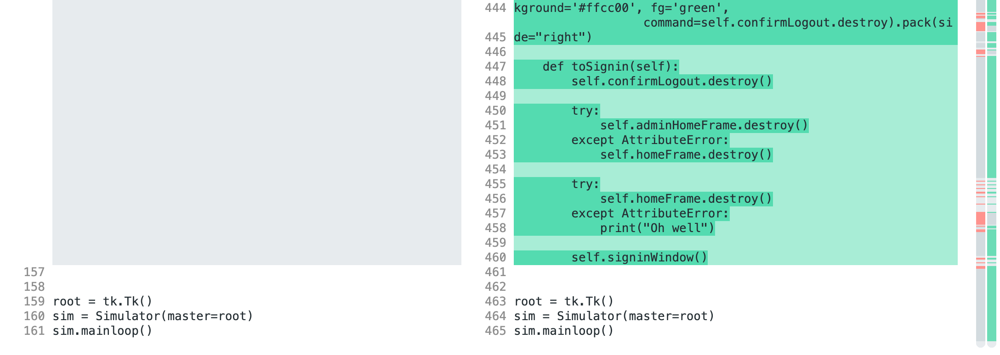 444 kground='#ffcc00', fg='green',
                  command=self.confirmLogout.destroy).pack(si
445 de="right")
446
447     def toSignin(self):
448         self.confirmLogout.destroy()
449
450         try:
451             self.adminHomeFrame.destroy()
452         except AttributeError:
453             self.homeFrame.destroy()
454
455         try:
456             self.homeFrame.destroy()
457         except AttributeError:
458             print("Oh well")
459
460         self.signinWindow()
157
158
159 root = tk.Tk()
160 sim = Simulator(master=root)
161 sim.mainloop()
461
462
463 root = tk.Tk()
464 sim = Simulator(master=root)
465 sim.mainloop()